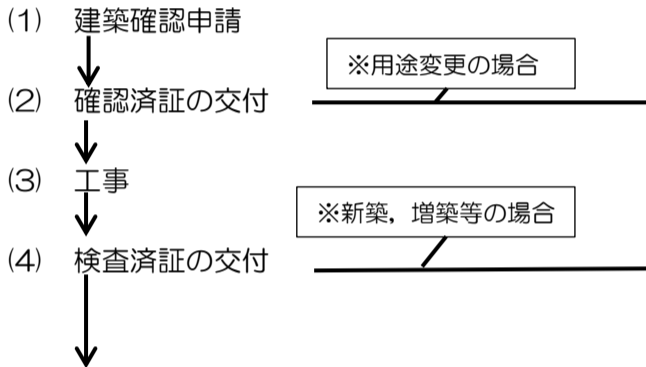 (1) 建築確認申請
※用途変更の場合
(2) 確認済証の交付
(3) 工事
※新築，増築等の場合
(4) 検査済証の交付